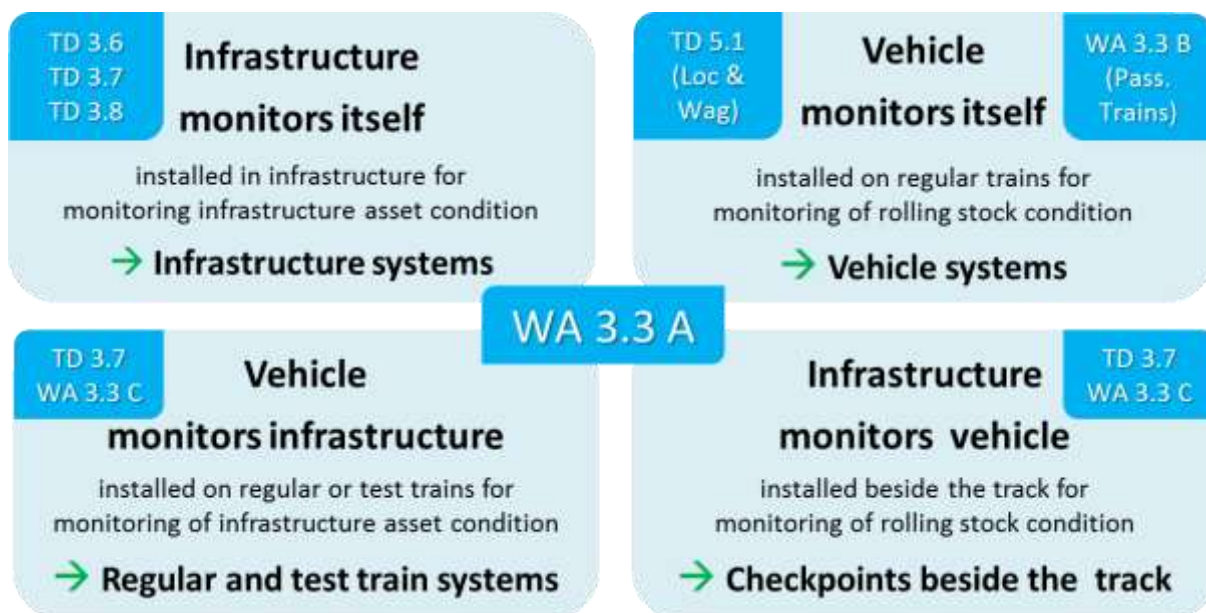 TD 3.6
TD 3.7
TD 3.8
Infrastructure
monitors itself
installed in infrastructure for
monitoring infrastructure asset condition
→ Infrastructure systems
TD 5.1
(Loc &
Wag)
Vehicle
monitors itself
WA 3.3 B
(Pass.
Trains)
installed on regular trains for
monitoring of rolling stock condition
→ Vehicle systems
WA 3.3 A
TD 3.7
WA 3.3 C
Vehicle
monitors infrastructure
installed on regular or test trains for
monitoring of infrastructure asset condition
→ Regular and test train systems
Infrastructure
monitors vehicle
TD 3.7
WA 3.3 C
installed beside the track for
monitoring of rolling stock condition
→ Checkpoints beside the track